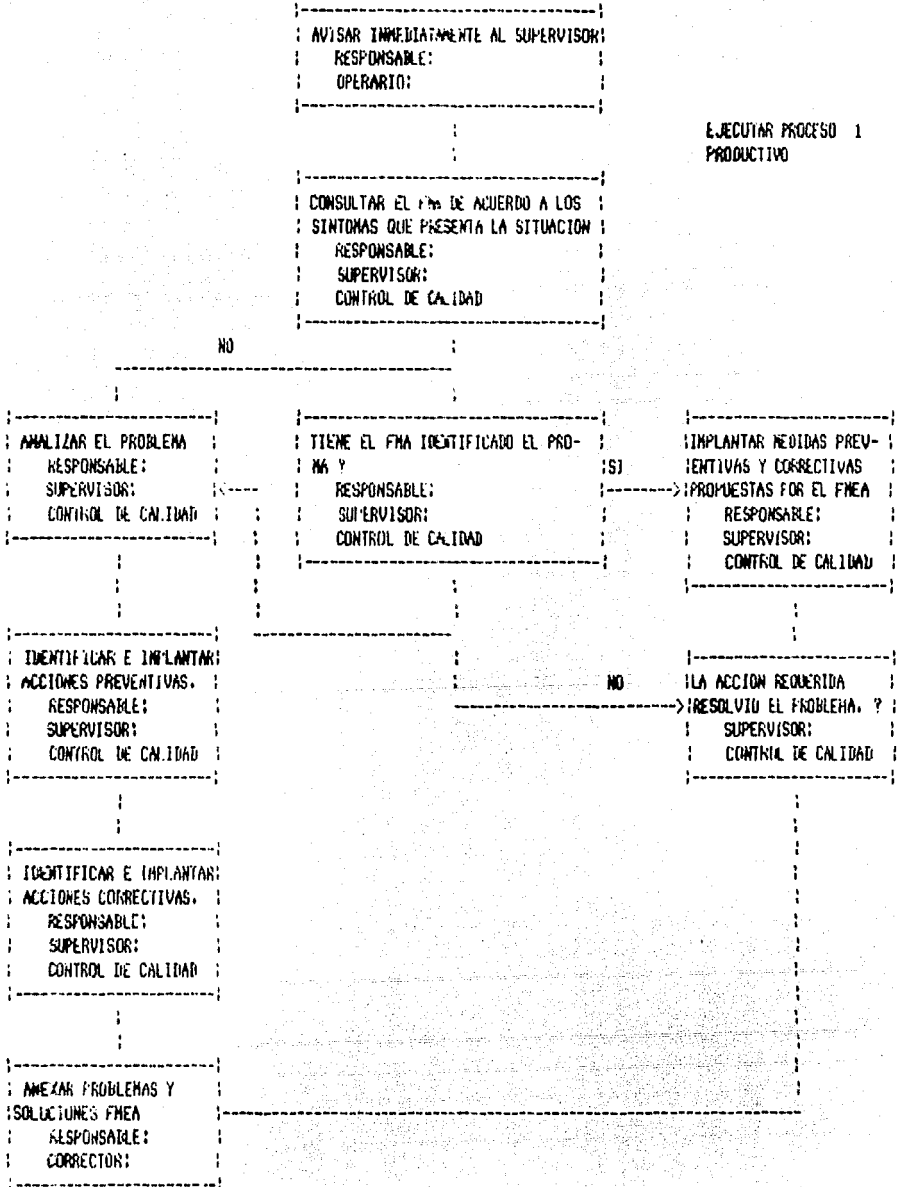 AVISAR INMEDIATAMENTE AL SUPERVISOR
RESPONSABLE:
OPERARIO:
EJECUTAR PROCESO 1
PRODUCTIVO
CONSULTAR EL DE ACUERDO A LOS
SINTOMAS QUE PRESENTA LA SITUACION
RESPONSABLE:
SUPERVISOR:
CONTROL DE CALIDAD
NO
ANALIZAR EL PROBLEMA
RESPONSABLE:
SUPERVISOR:
CONTROL DE CALIDAD
TIENE EL FMA IDENTIFICADO EL PRO-
MA ?
RESPONSABLE:
SUPERVISOR:
CONTROL DE CALIDAD
SI
IMPLANTAR MEDIDAS PREV-
ENTIVAS Y CORRECTIVAS
PROPUESTAS POR EL FMEA
RESPONSABLE:
SUPERVISOR:
CONTROL DE CALIDAD
IDENTIFICAR E IMPLANTAR
ACCIONES PREVENTIVAS.
RESPONSABLE:
SUPERVISOR:
CONTROL DE CALIDAD
NO
LA ACCION REQUERIDA
RESOLVIO EL PROBLEMA. ?
SUPERVISOR:
CONTROL DE CALIDAD
IDENTIFICAR E IMPLANTAR
ACCIONES CORRECTIVAS.
RESPONSABLE:
SUPERVISOR:
CONTROL DE CALIDAD
ANEXAR PROBLEMAS Y
SOLUCIONES FMEA
RESPONSABLE:
CORRECTOR: